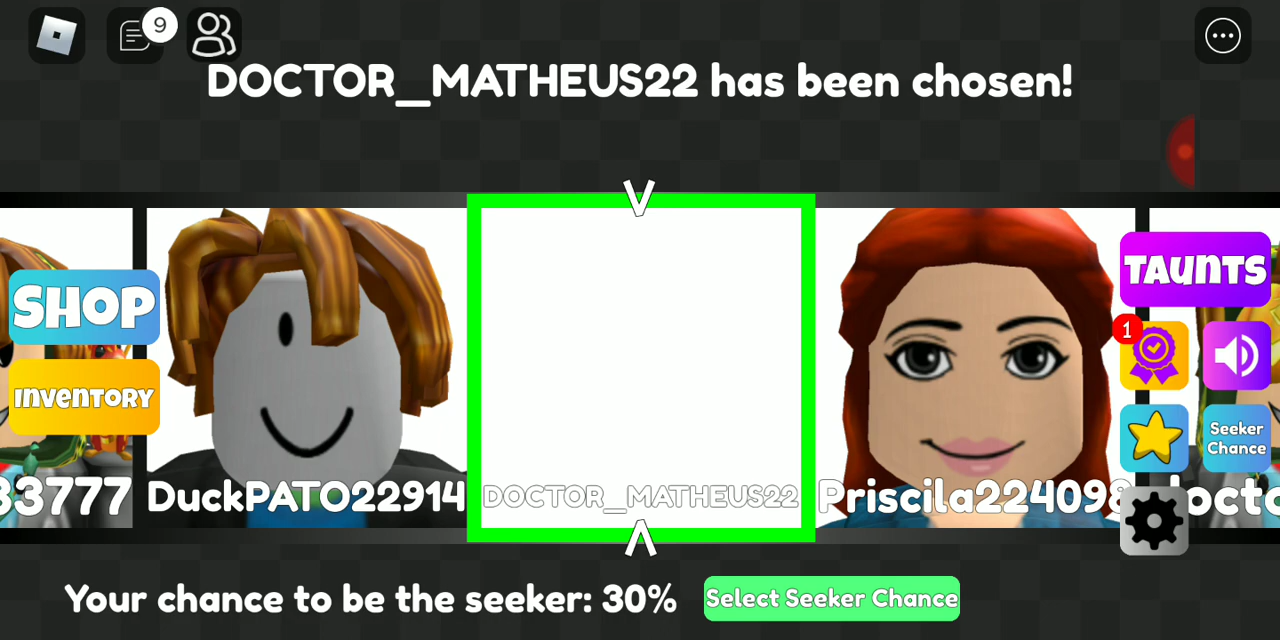 9
DOCTOR_MATHEUS22 has been chosen!
SHOP
INVENTORY
TAUNTS
1
Seeker
Chance
33777
DuckPATO22914
DOCTOR_MATHEUS22
Priscila224098
docto
Your chance to be the seeker: 30%
Select Seeker Chance